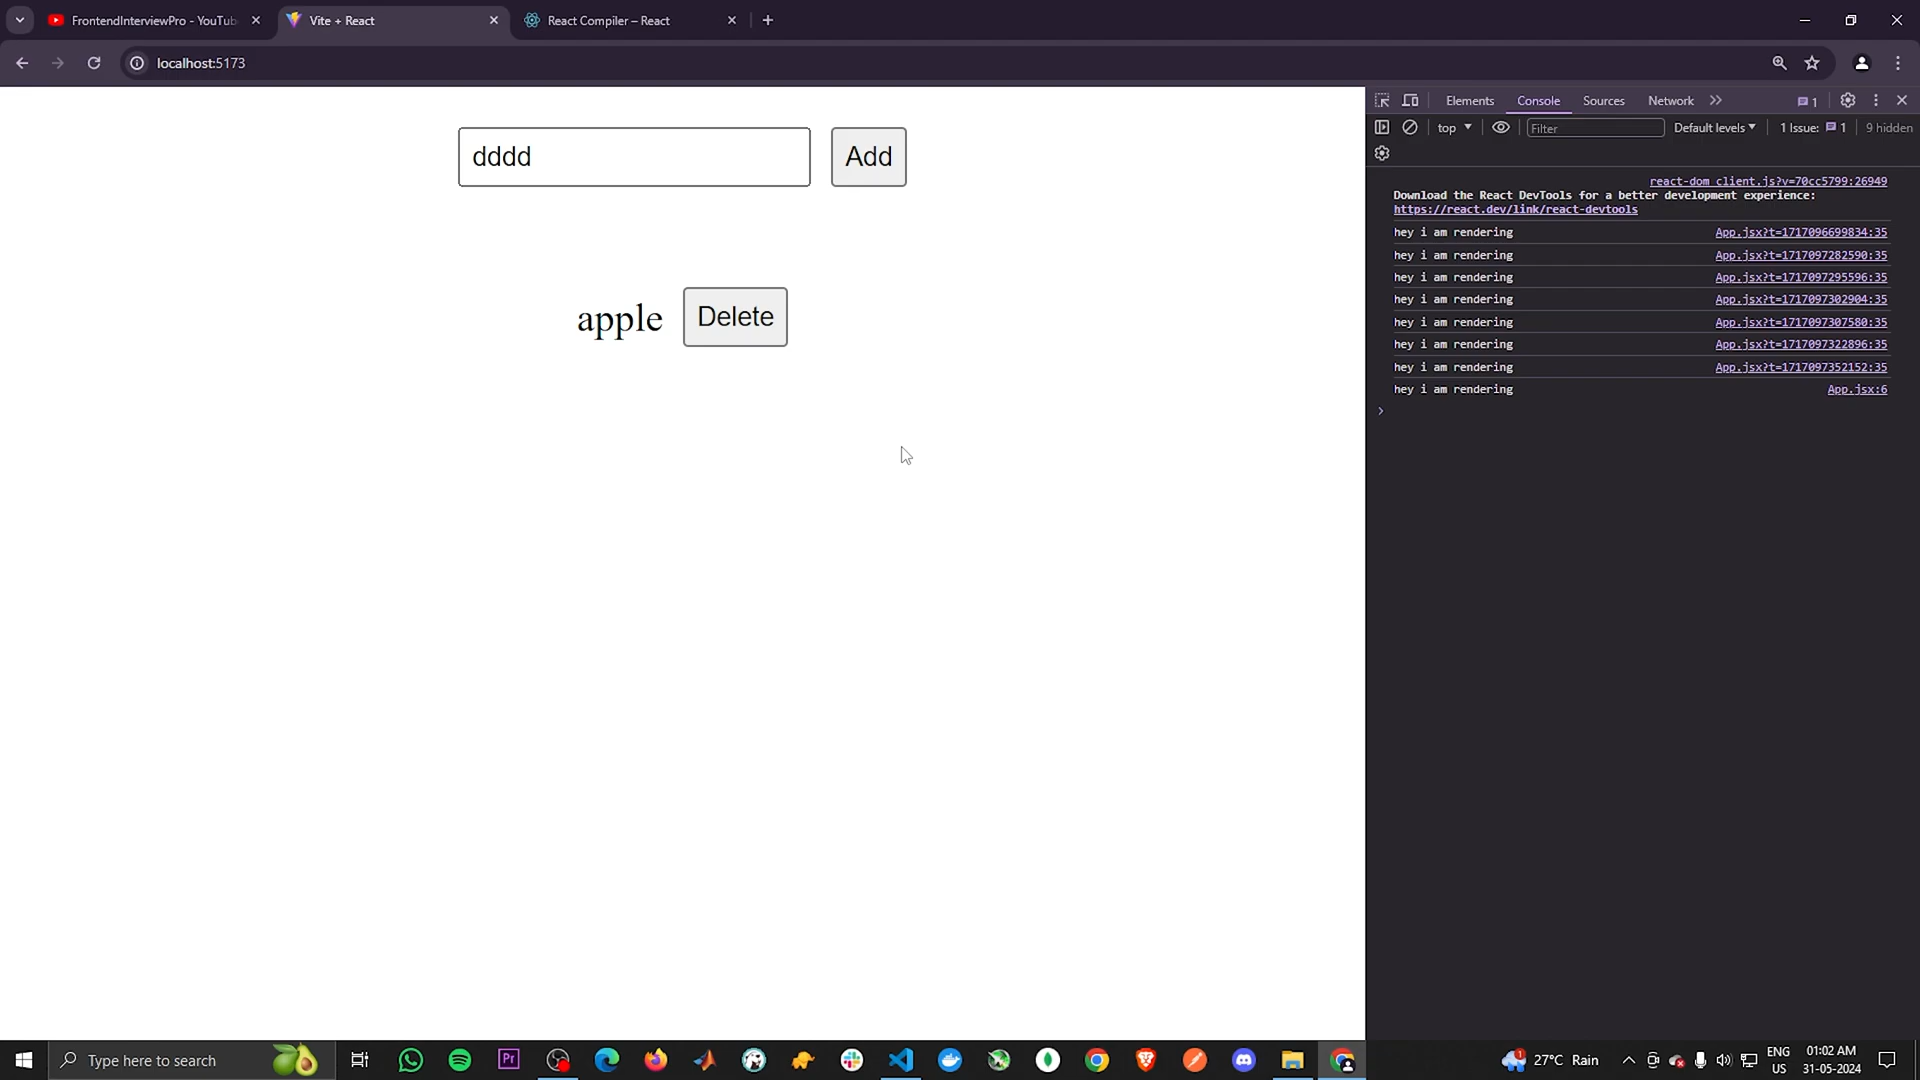 FrontendInterviewPro - YouTub
Vite + React
React Compiler – React
localhost:5173
Elements
Console
Sources
Network
1
top
Filter
Default levels
1 Issue:
1
9 hidden
dddd
Add
apple
Delete
react-dom_client.js?v=70cc5799:26949
Download the React DevTools for a better development experience:
https://react.dev/link/react-devtools
hey i am rendering App.jsx?t=1717096699834:35
hey i am rendering App.jsx?t=1717097282590:35
hey i am rendering App.jsx?t=1717097295596:35
hey i am rendering App.jsx?t=1717097302904:35
hey i am rendering App.jsx?t=1717097307580:35
hey i am rendering App.jsx?t=1717097322896:35
hey i am rendering App.jsx?t=1717097352152:35
hey i am rendering App.jsx:6
Type here to search
Pr
1
27°C Rain
ENG
US
01:02 AM
31-05-2024